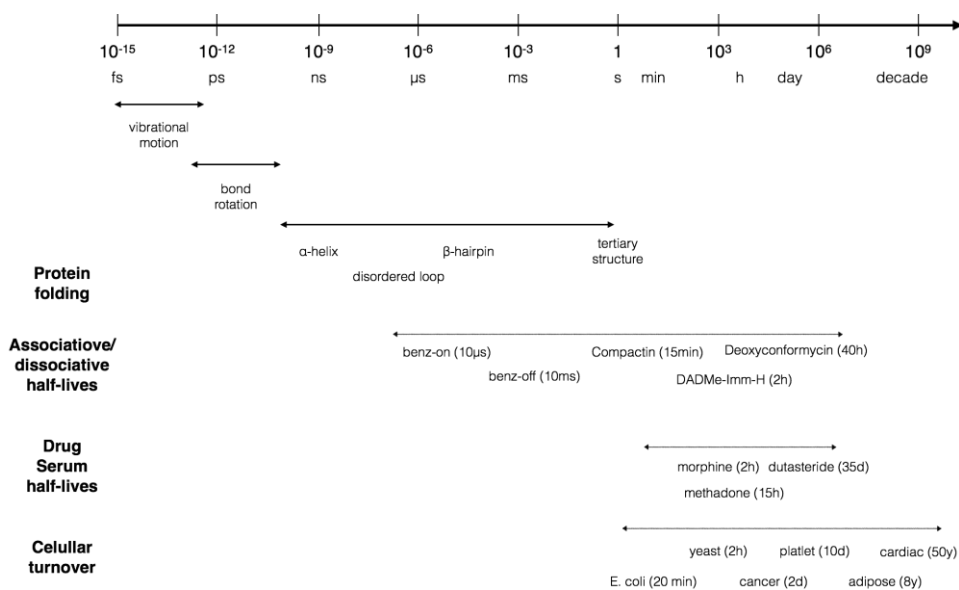 10-15 10-12 10-9 10-6 10-3 1 10³ 10⁶ 10⁹
fs ps ns µs ms s min h day decade
vibrational
motion
bond
rotation
α-helix β-hairpin tertiary
structure
disordered loop
Protein
folding
Associatiove/
dissociative
half-lives
benz-on (10µs) Compactin (15min) Deoxyconformycin (40h)
benz-off (10ms) DADMe-Imm-H (2h)
Drug
Serum
half-lives
morphine (2h) dutasteride (35d)
methadone (15h)
Celullar
turnover
yeast (2h) platlet (10d) cardiac (50y)
E. coli (20 min) cancer (2d) adipose (8y)